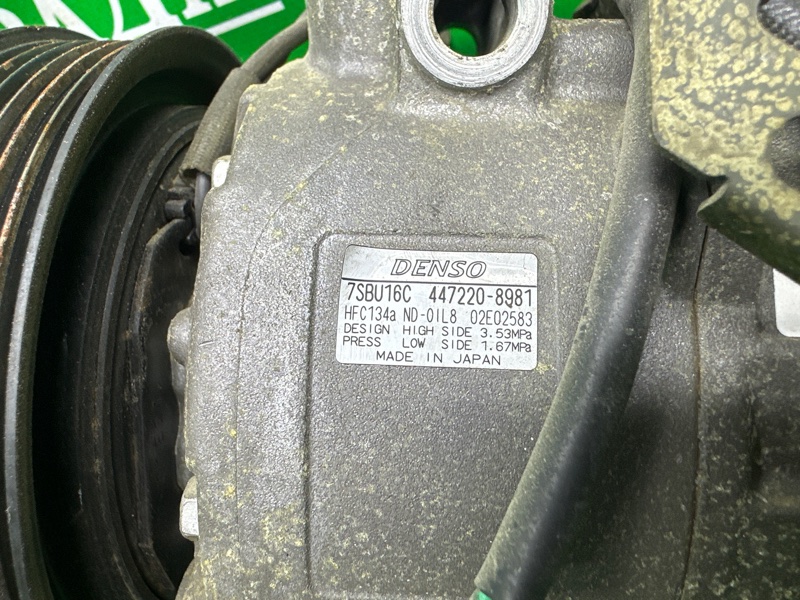 DENSO
7SBU16C 447220-8981
HFC134a ND-OIL8 02E02583
DESIGN HIGH SIDE 3.53MPa
PRESS LOW SIDE 1.67MPa
MADE IN JAPAN